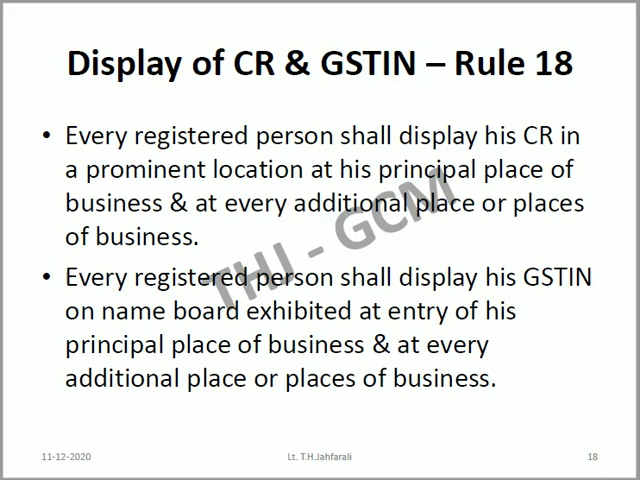 Display of CR & GSTIN – Rule 18
• Every registered person shall display his CR in
a prominent location at his principal place of
business & at every additional place or places
of business.
• Every registered person shall display his GSTIN
on name board exhibited at entry of his
principal place of business & at every
additional place or places of business.
THJ - GCM
11-12-2020
Lt. T.H.Jahfarali
18